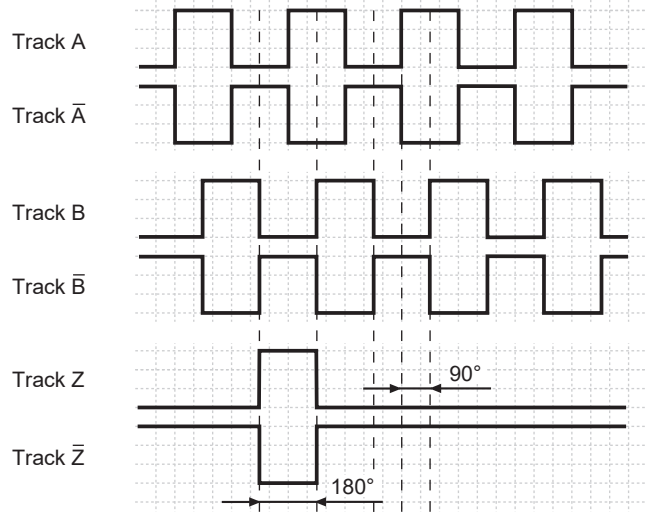 Track A
Track A̅
Track B
Track B̅
Track Z
90°
Track Z̅
180°